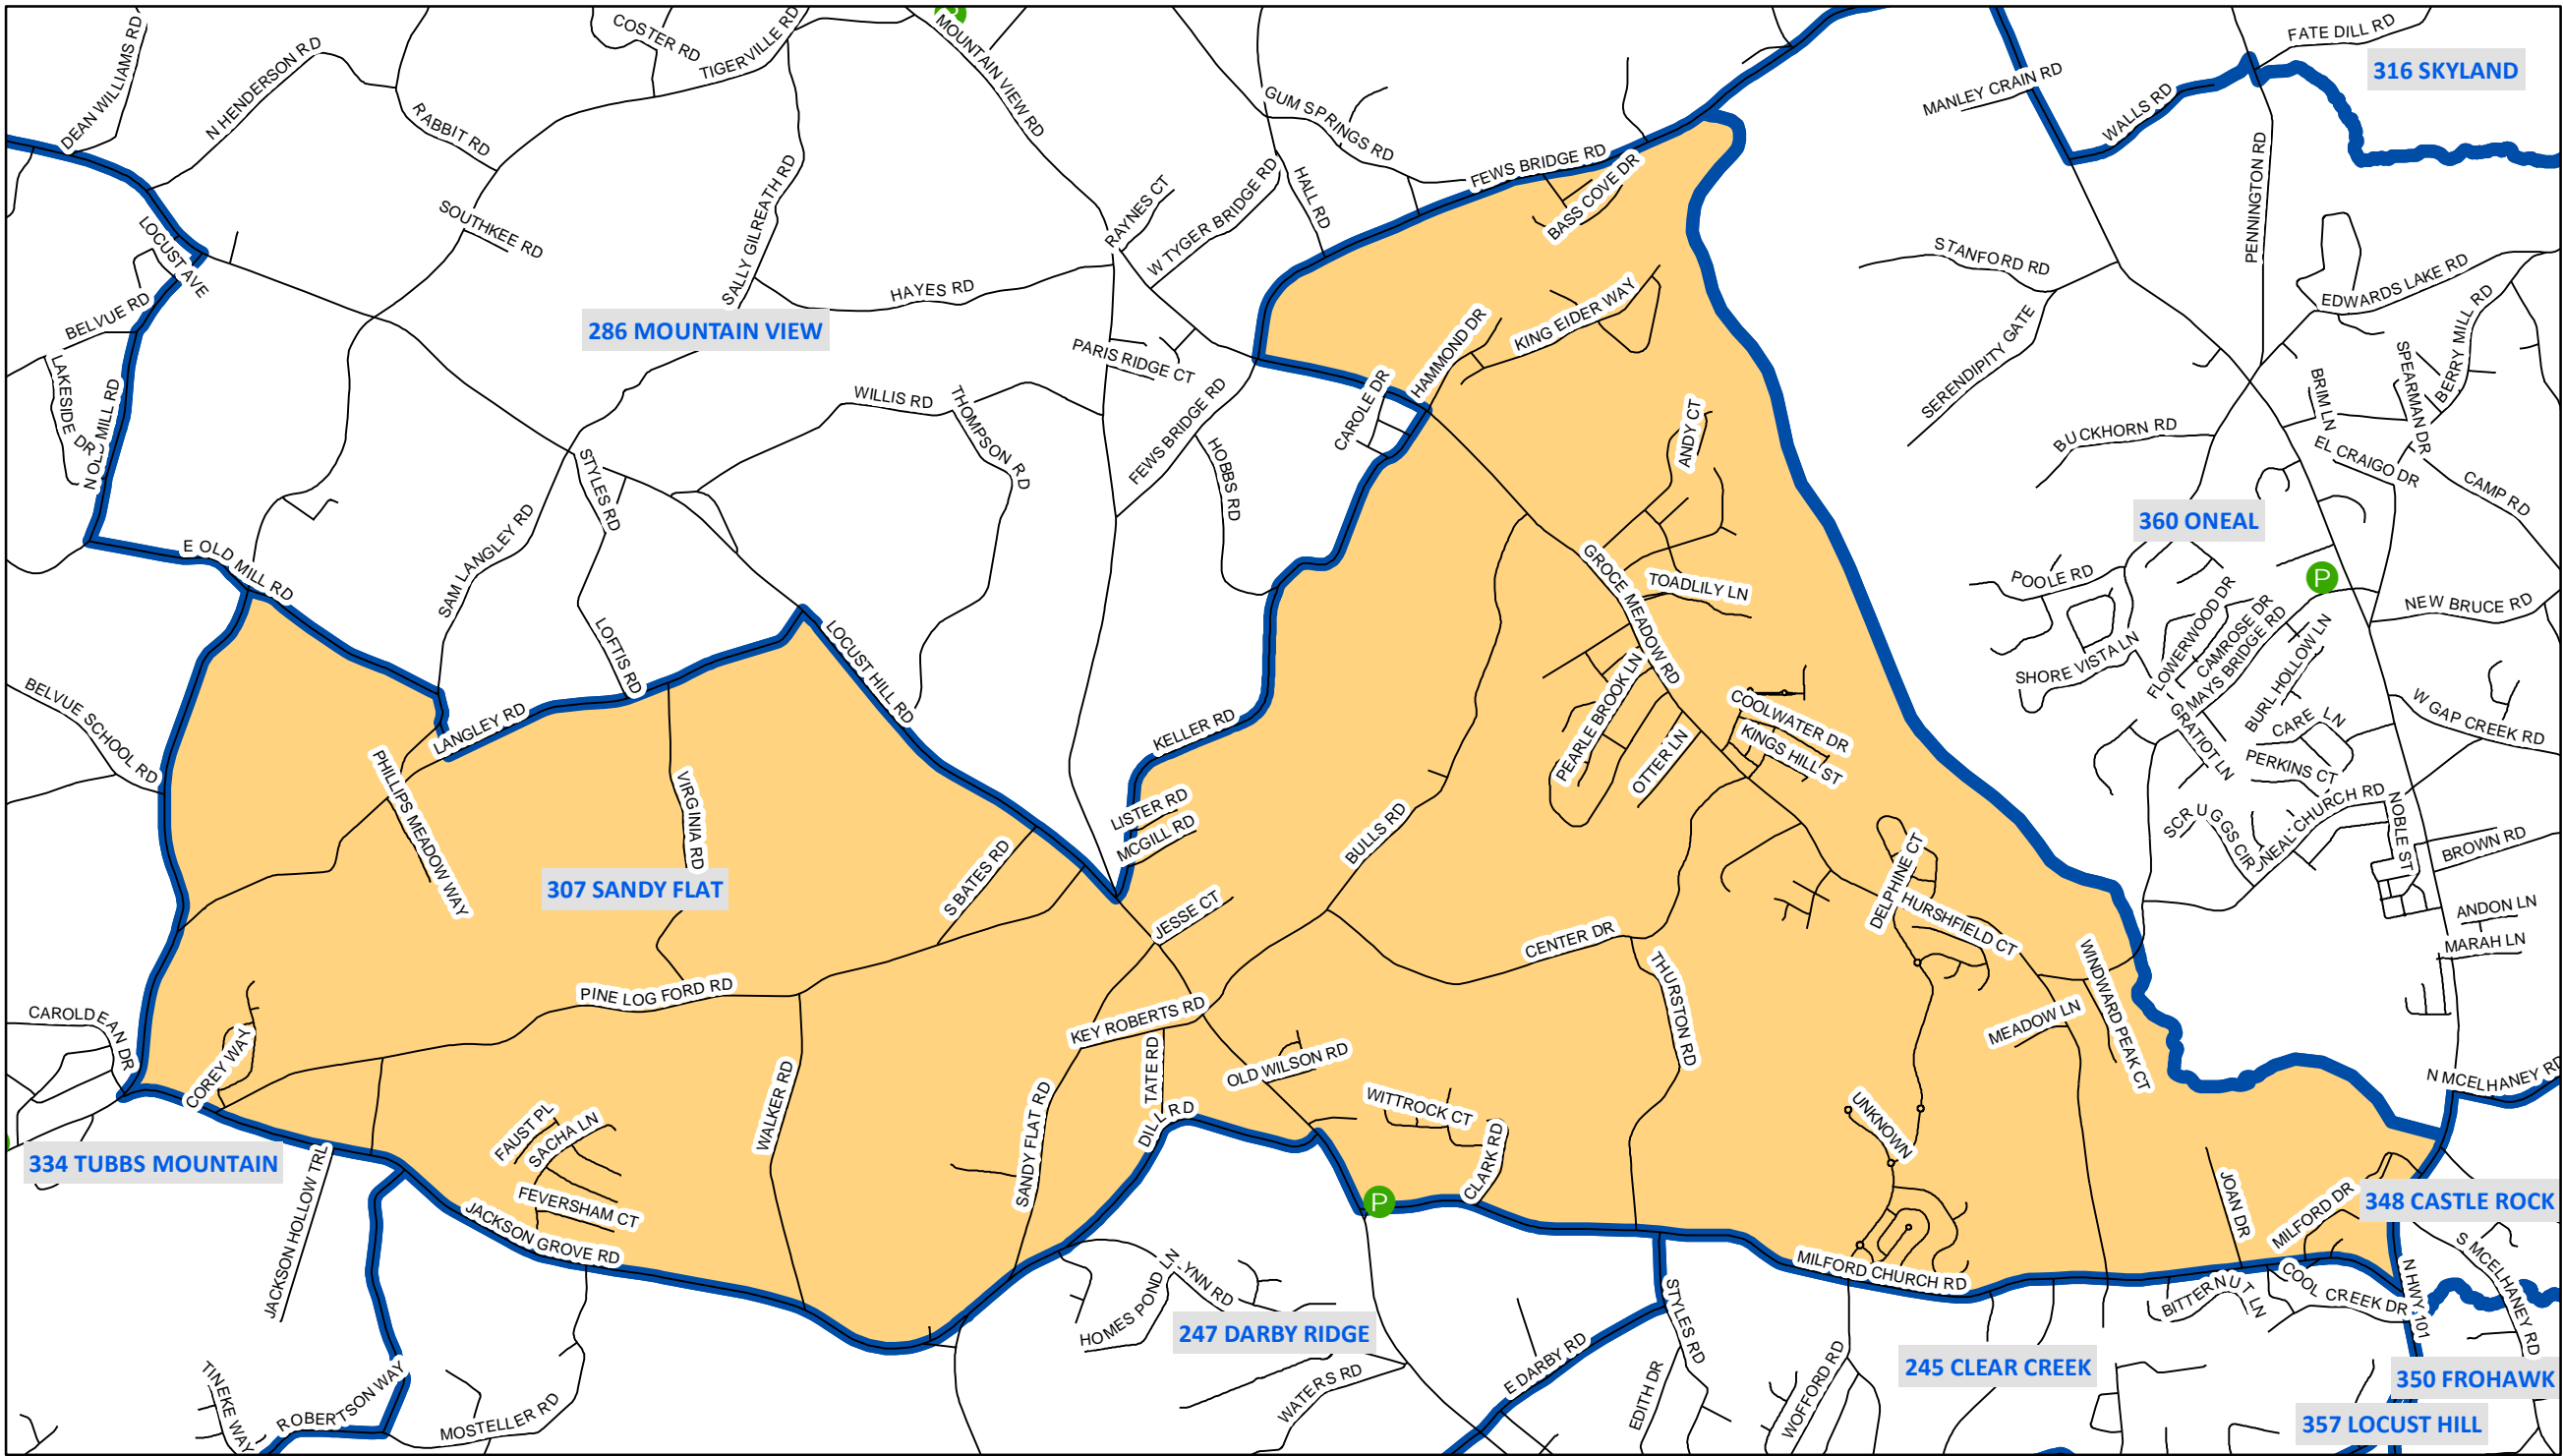 DEAN WILLIAMS RD
N HENDERSON RD
RABBIT RD
COSTER RD
TIGERVILLE RD
MOUNTAIN VIEW RD
GUM SPRINGS RD
FEWS BRIDGE RD
BASS COVE DR
MANLEY CRAIN RD
WALLS RD
FATE DILL RD
316 SKYLAND
PENNINGTON RD
LOCUST AVE
SOUTHKEE RD
SALLY GILREATH RD
HAYES RD
RAYNES CT
W TYGER BRIDGE RD
HALL RD
STANFORD RD
SERENDIPITY GATE
EDWARDS LAKE RD
BERRY MILL RD
BELVUE RD
LAKESIDE DR
N OLD MILL RD
286 MOUNTAIN VIEW
PARIS RIDGE CT
FEWS BRIDGE RD
HOBBS RD
CAROLE DR
HAMMOND DR
KING EIDER WAY
ANDY CT
BUCKHORN RD
BRIM LN
SPEARMAN DR
EL CRAIGO DR
CAMP RD
WILLIS RD
THOMPSON RD
STYLES RD
SAM LANGLEY RD
E OLD MILL RD
360 ONEAL
P
POOLE RD
NEW BRUCE RD
SHORE VISTA LN
FLOWERWOOD DR
CAMROSE DR
MAYS BRIDGE RD
BURL HOLLOW LN
GRATIOT LN
CARE LN
PERKINS CT
W GAP CREEK RD
GROCE MEADOW RD
TOADLILY LN
PEARLE BROOK LN
OTTER LN
COOLWATER DR
KINGS HILL ST
LOFTIS RD
LANGLEY RD
LOCUST HILL RD
KELLER RD
BELVUE SCHOOL RD
PHILLIPS MEADOW WAY
VIRGINIA RD
LISTER RD
MCGILL RD
BULLS RD
SCRUGGS CIR
ONEAL CHURCH RD
NOBLE ST
BROWN RD
307 SANDY FLAT
S BATES RD
JESSE CT
CENTER DR
DELPHINE CT
HURSHFIELD CT
ANDON LN
MARAH LN
PINE LOG FORD RD
KEY ROBERTS RD
THURSTON RD
WINDWARD PEAK CT
MEADOW LN
CAROLDEAN DR
COREY WAY
WALKER RD
SANDY FLAT RD
TATE RD
DILL RD
OLD WILSON RD
WITTROCK CT
CLARK RD
UNKNOWN
N MCELHANEY RD
334 TUBBS MOUNTAIN
JACKSON HOLLOW TRL
FAUST PL
SACHA LN
FEVERSHAM CT
JACKSON GROVE RD
P
JOAN DR
MILFORD DR
348 CASTLE ROCK
MILFORD CHURCH RD
BITTERNUT LN
COOL CREEK DR
N HWY 101
S MCELHANEY RD
HOMES POND LN
LYNN RD
247 DARBY RIDGE
STYLES RD
E DARBY RD
WATERS RD
EDITH DR
WOFFORD RD
245 CLEAR CREEK
350 FROHAWK
357 LOCUST HILL
TINEKE WAY
ROBERTSON WAY
MOSTELLER RD